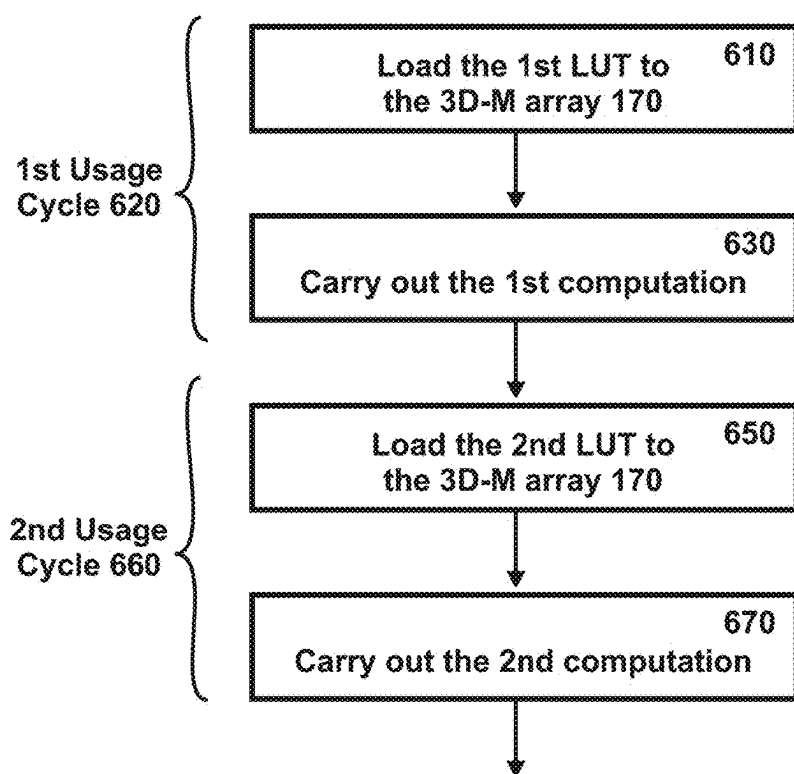 610
Load the 1st LUT to
the 3D-M array 170
1st Usage
Cycle 620
630
Carry out the 1st computation
650
Load the 2nd LUT to
the 3D-M array 170
2nd Usage
Cycle 660
670
Carry out the 2nd computation